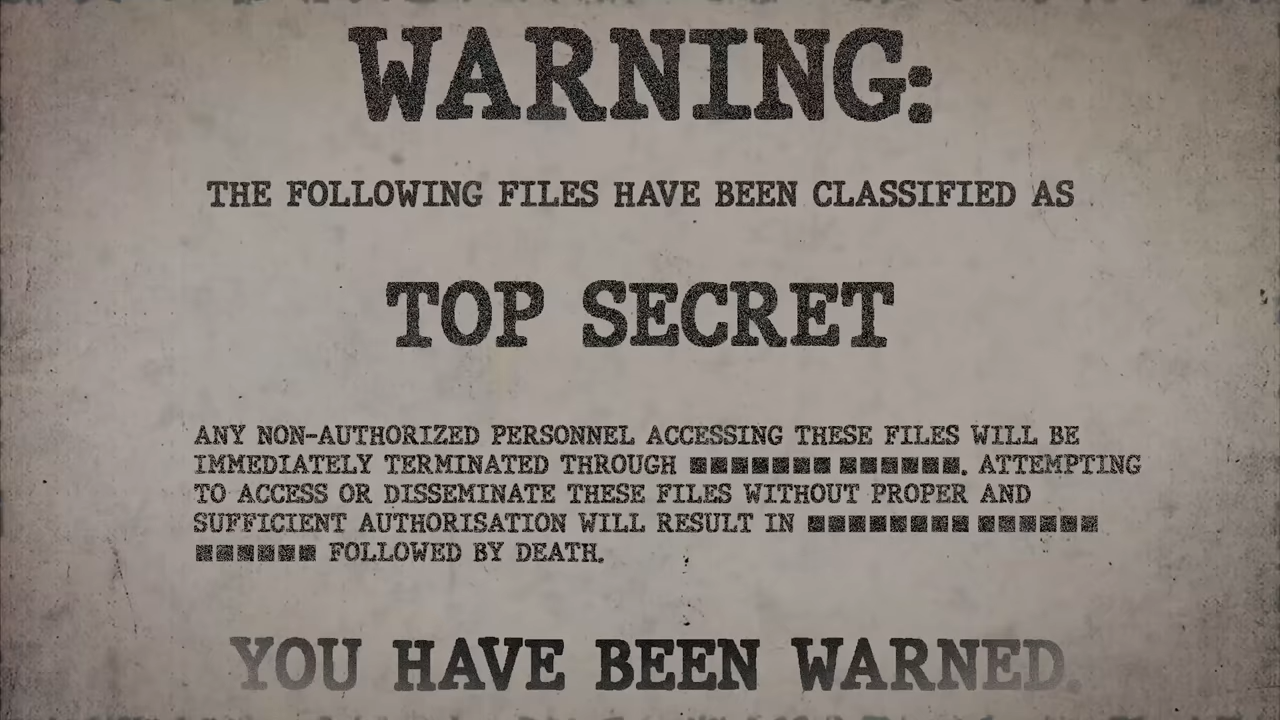 WARNING:
THE FOLLOWING FILES HAVE BEEN CLASSIFIED AS
TOP SECRET
ANY NON-AUTHORIZED PERSONNEL ACCESSING THESE FILES WILL BE
IMMEDIATELY TERMINATED THROUGH ■■■■■■■ ■■■■■■. ATTEMPTING
TO ACCESS OR DISSEMINATE THESE FILES WITHOUT PROPER AND
SUFFICIENT AUTHORISATION WILL RESULT IN ■■■■■■■■ ■■■■■■
■■■■■■ FOLLOWED BY DEATH.
YOU HAVE BEEN WARNED.